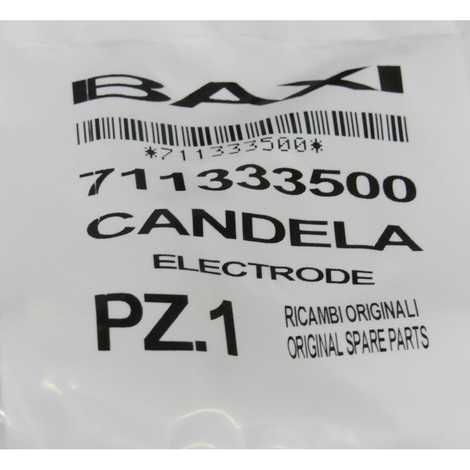 BAXI
*711333500*
711333500
CANDELA
ELECTRODE
PZ.1
RICAMBI ORIGINALI
ORIGINAL SPARE PARTS